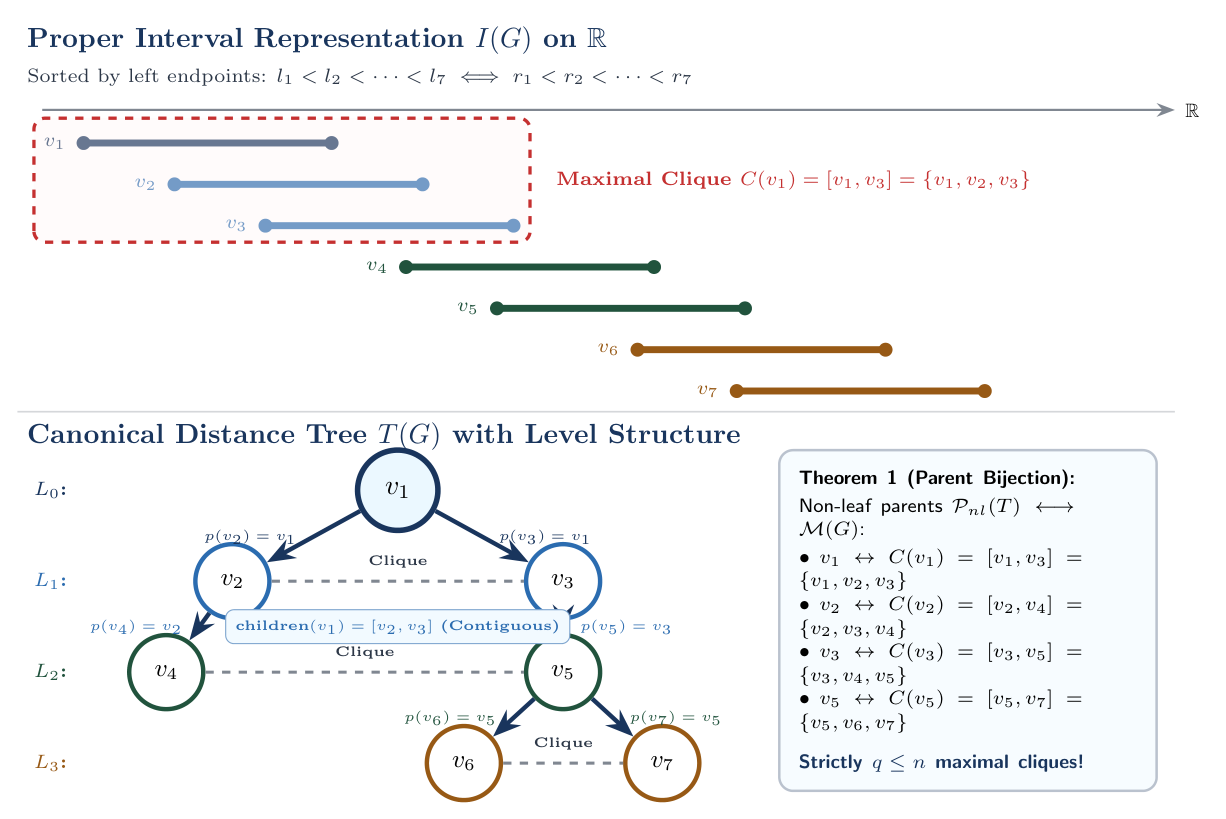 Proper Interval Representation I(G) on ℝ
Sorted by left endpoints: l₁ < l₂ < ⋯ < l₇ ⟺ r₁ < r₂ < ⋯ < r₇
ℝ
v₁
v₂
Maximal Clique C(v₁) = [v₁, v₃] = {v₁, v₂, v₃}
v₃
v₄
v₅
v₆
v₇
Canonical Distance Tree T(G) with Level Structure
L₀:
v₁
p(v₂) = v₁
p(v₃) = v₁
Clique
L₁:
v₂
v₃
p(v₄) = v₂
children(v₁) = [v₂, v₃] (Contiguous)
p(v₅) = v₃
Clique
L₂:
v₄
v₅
p(v₆) = v₅
p(v₇) = v₅
Clique
L₃:
v₆
v₇
Theorem 1 (Parent Bijection):
Non-leaf parents 𝒫ₙₗ(T) ⟷
ℳ(G):
• v₁ ↔ C(v₁) = [v₁, v₃] =
{v₁, v₂, v₃}
• v₂ ↔ C(v₂) = [v₂, v₄] =
{v₂, v₃, v₄}
• v₃ ↔ C(v₃) = [v₃, v₅] =
{v₃, v₄, v₅}
• v₅ ↔ C(v₅) = [v₅, v₇] =
{v₅, v₆, v₇}
Strictly q ≤ n maximal cliques!